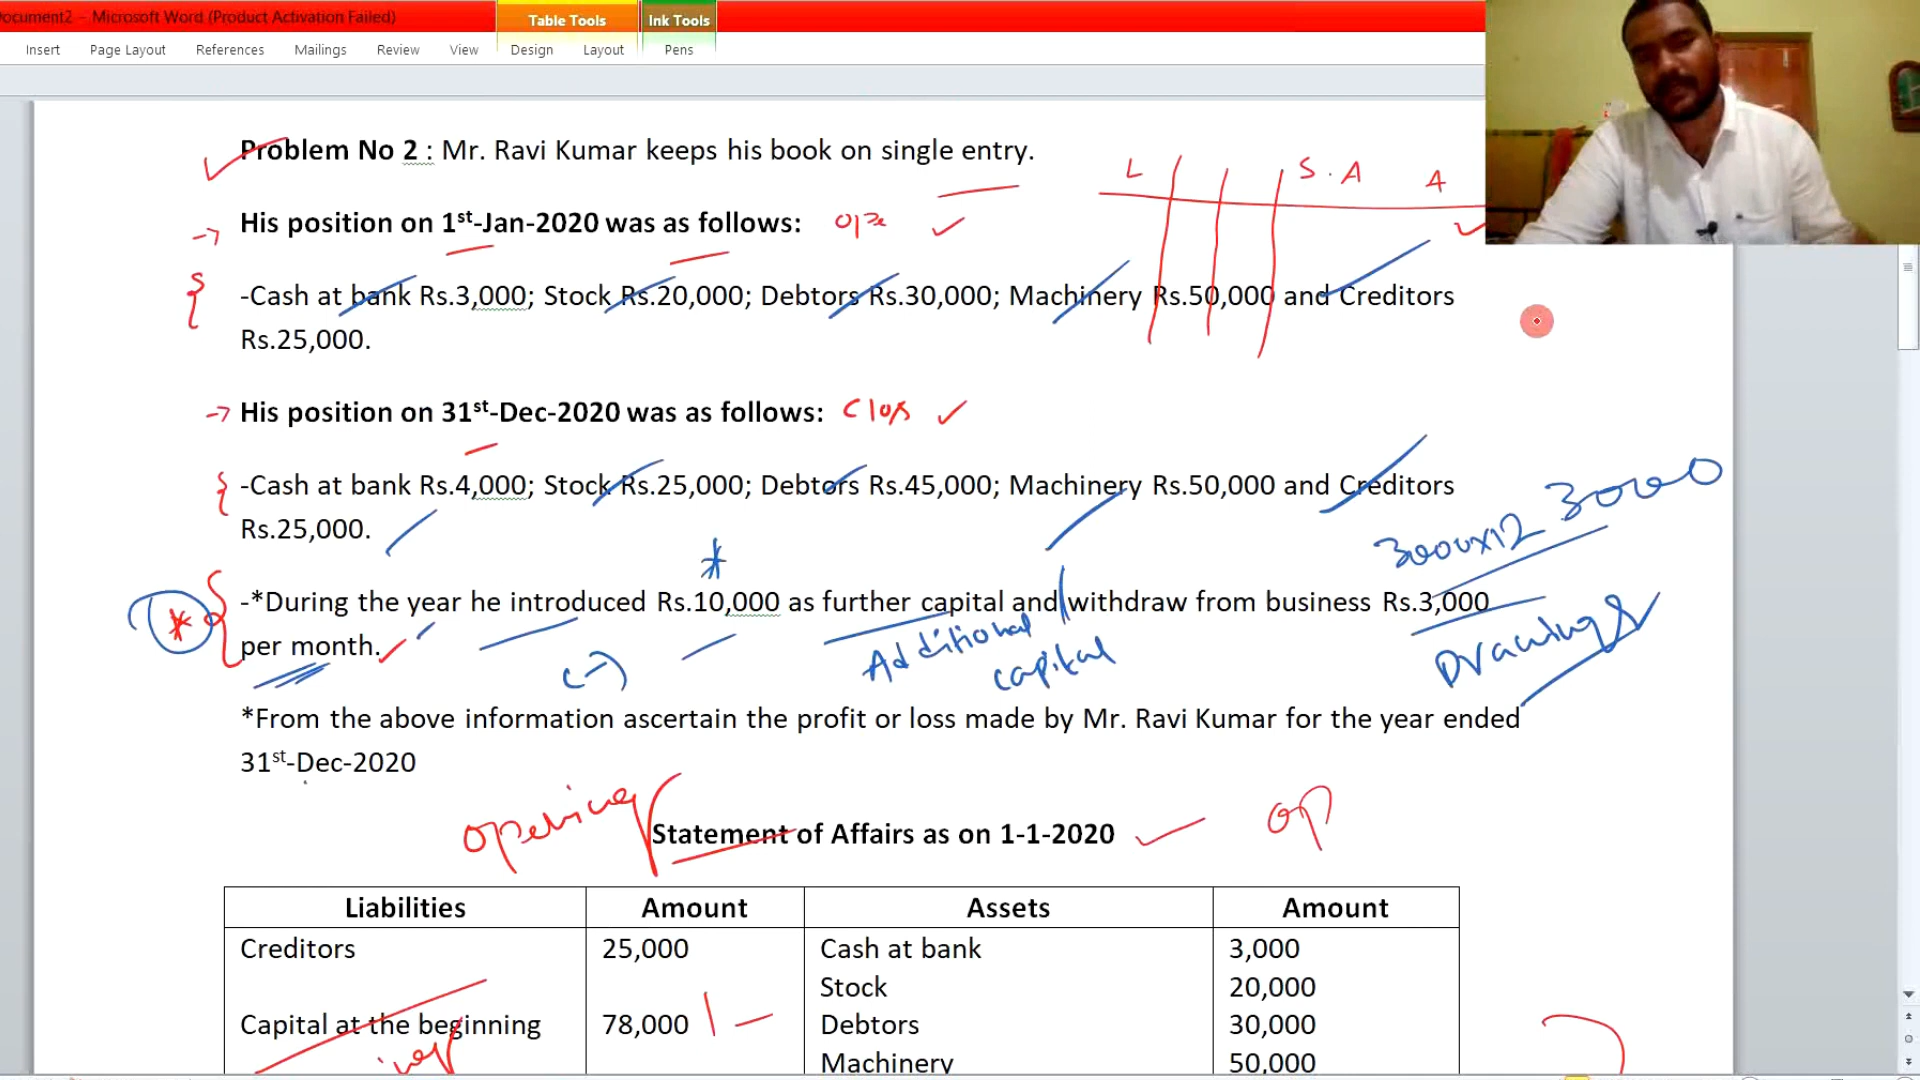 ocument2 - Microsoft Word (Product Activation Failed)
Table Tools
Ink Tools
Insert Page Layout References Mailings Review View Design Layout Pens
Problem No 2 : Mr. Ravi Kumar keeps his book on single entry.
L S.A A
His position on 1st-Jan-2020 was as follows: ope
-Cash at bank Rs.3,000; Stock Rs.20,000; Debtors Rs.30,000; Machinery Rs.50,000 and Creditors
Rs.25,000.
His position on 31st-Dec-2020 was as follows: Clos
-Cash at bank Rs.4,000; Stock Rs.25,000; Debtors Rs.45,000; Machinery Rs.50,000 and Creditors
Rs.25,000.
3000x12
-*During the year he introduced Rs.10,000 as further capital and withdraw from business Rs.3,000
per month.
(-)
Additional
capital
Drawings
*From the above information ascertain the profit or loss made by Mr. Ravi Kumar for the year ended
31st-Dec-2020
opening
Statement of Affairs as on 1-1-2020
op
Liabilities Amount Assets Amount
Creditors 25,000 Cash at bank 3,000
Stock 20,000
Capital at the beginning 78,000 Debtors 30,000
Machinery 50,000